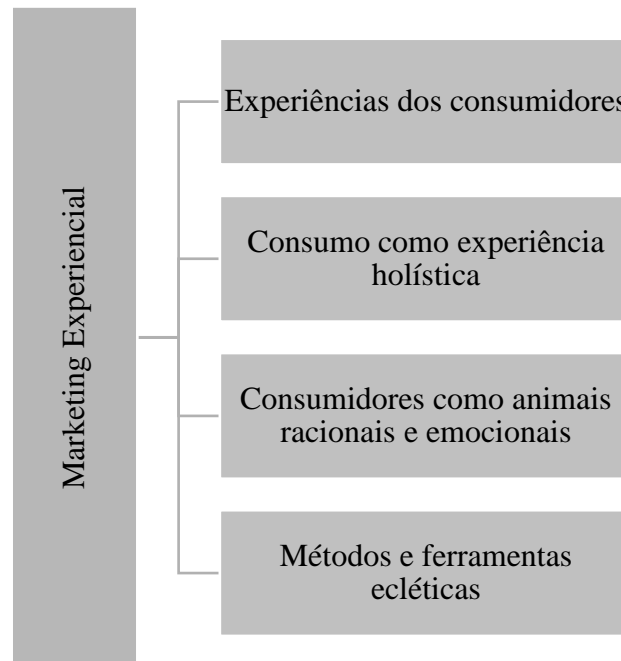 Marketing Experiencial
Experiências dos consumidores
Consumo como experiência
holística
Consumidores como animais
racionais e emocionais
Métodos e ferramentas
ecléticas